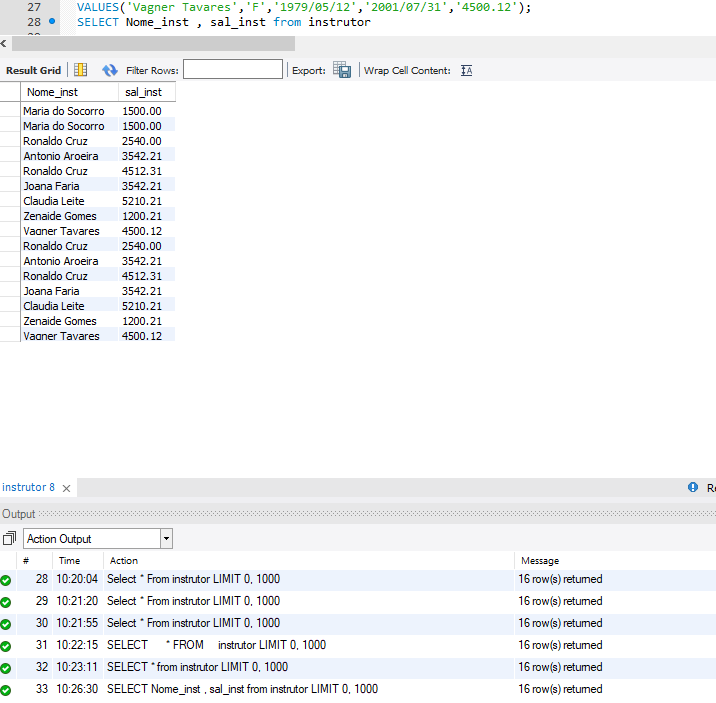 27 VALUES('Vagner Tavares','F','1979/05/12','2001/07/31','4500.12');
28 SELECT Nome_inst , sal_inst from instrutor
Result Grid Filter Rows: Export: Wrap Cell Content:
Nome_inst sal_inst
Maria do Socorro 1500.00
Maria do Socorro 1500.00
Ronaldo Cruz 2540.00
Antonio Aroeira 3542.21
Ronaldo Cruz 4512.31
Joana Faria 3542.21
Claudia Leite 5210.21
Zenaide Gomes 1200.21
Vagner Tavares 4500.12
Ronaldo Cruz 2540.00
Antonio Aroeira 3542.21
Ronaldo Cruz 4512.31
Joana Faria 3542.21
Claudia Leite 5210.21
Zenaide Gomes 1200.21
Vagner Tavares 4500.12
instrutor 8 Re
Output
Action Output
# Time Action Message
28 10:20:04 Select * From instrutor LIMIT 0, 1000 16 row(s) returned
29 10:21:20 Select * From instrutor LIMIT 0, 1000 16 row(s) returned
30 10:21:55 Select * From instrutor LIMIT 0, 1000 16 row(s) returned
31 10:22:15 SELECT * FROM instrutor LIMIT 0, 1000 16 row(s) returned
32 10:23:11 SELECT * from instrutor LIMIT 0, 1000 16 row(s) returned
33 10:26:30 SELECT Nome_inst , sal_inst from instrutor LIMIT 0, 1000 16 row(s) returned